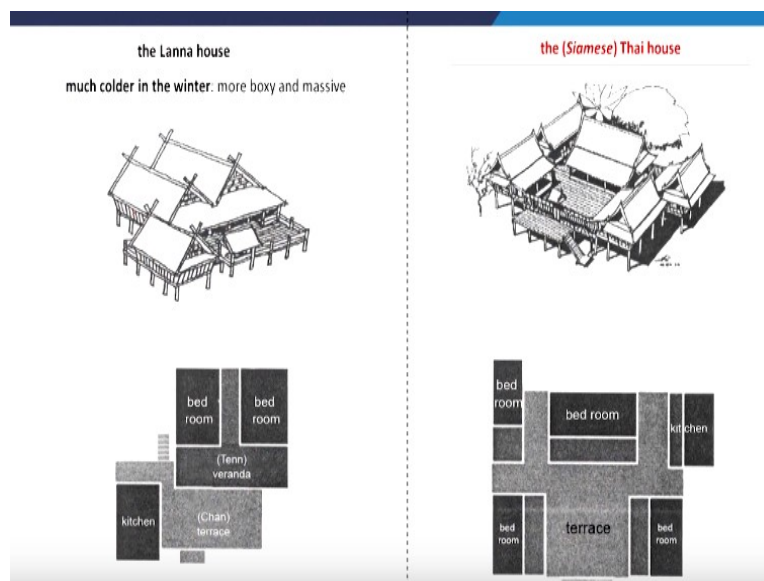 the Lanna house
much colder in the winter: more boxy and massive
bed
room
bed
room
(Tenn)
veranda
kitchen
(Chan)
terrace
the (Siamese) Thai house
bed
room
bed room
kitchen
bed
room
terrace
bed
room